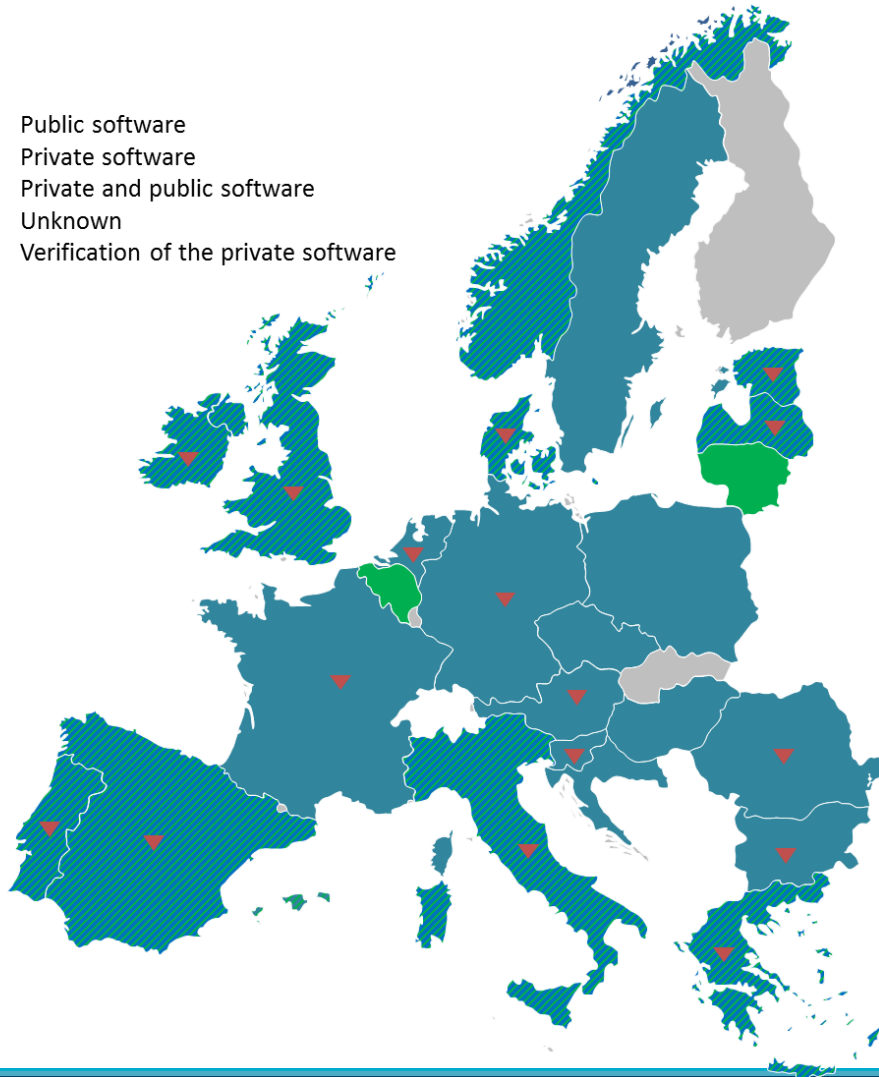 Public software
Private software
Private and public software
Unknown
Verification of the private software